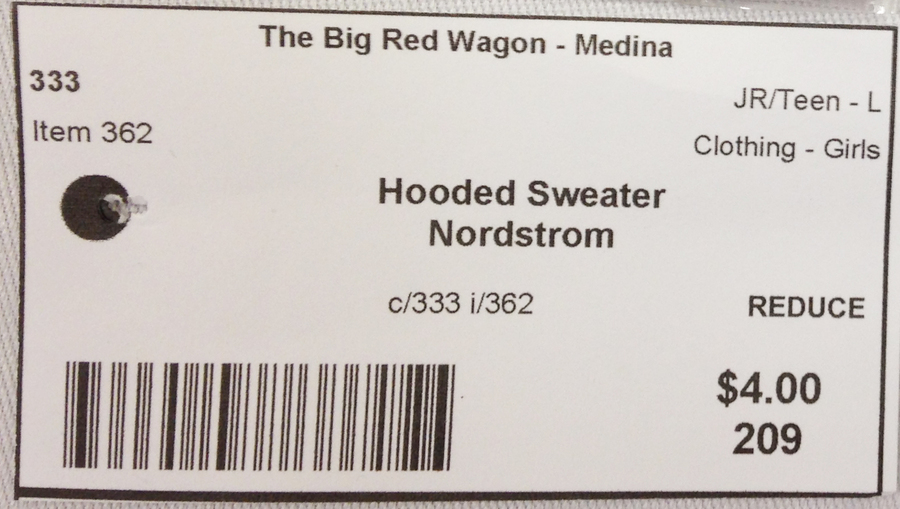 The Big Red Wagon - Medina
333
JR/Teen - L
Item 362
Clothing - Girls
Hooded Sweater
Nordstrom
c/333 i/362
REDUCE
$4.00
209